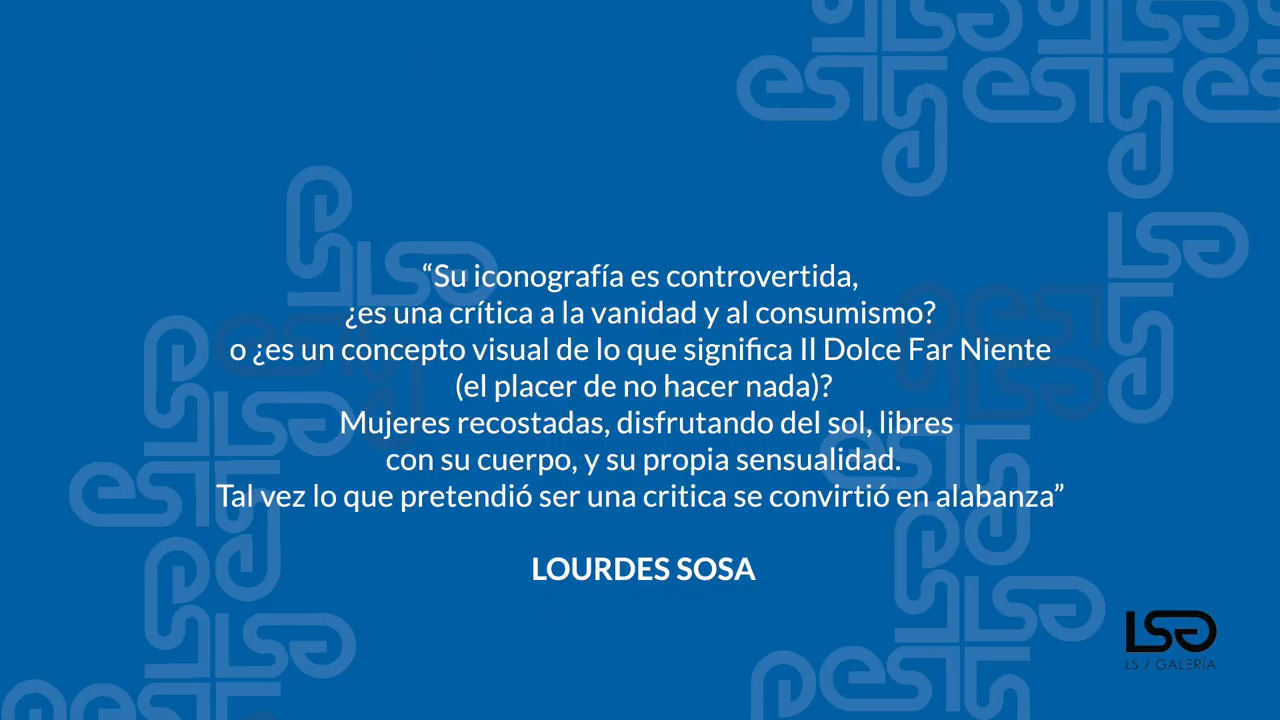 “Su iconografía es controvertida,
¿es una crítica a la vanidad y al consumismo?
o ¿es un concepto visual de lo que significa Il Dolce Far Niente
(el placer de no hacer nada)?
Mujeres recostadas, disfrutando del sol, libres
con su cuerpo, y su propia sensualidad.
Tal vez lo que pretendió ser una critica se convirtió en alabanza”
LOURDES SOSA
LSG
LS / GALERÍA